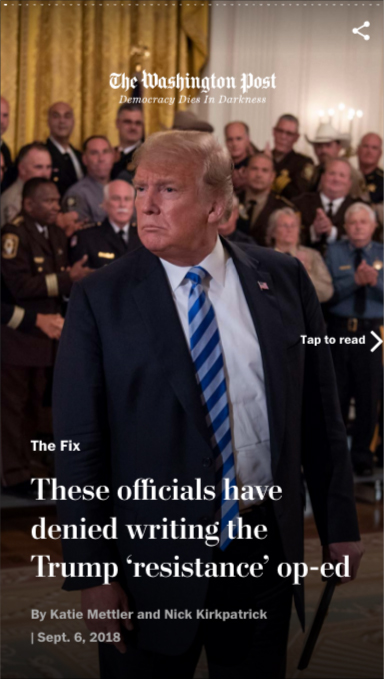 The Washington Post
Democracy Dies In Darkness
Tap to read
The Fix
These officials have
denied writing the
Trump ‘resistance’ op-ed
By Katie Mettler and Nick Kirkpatrick
| Sept. 6, 2018